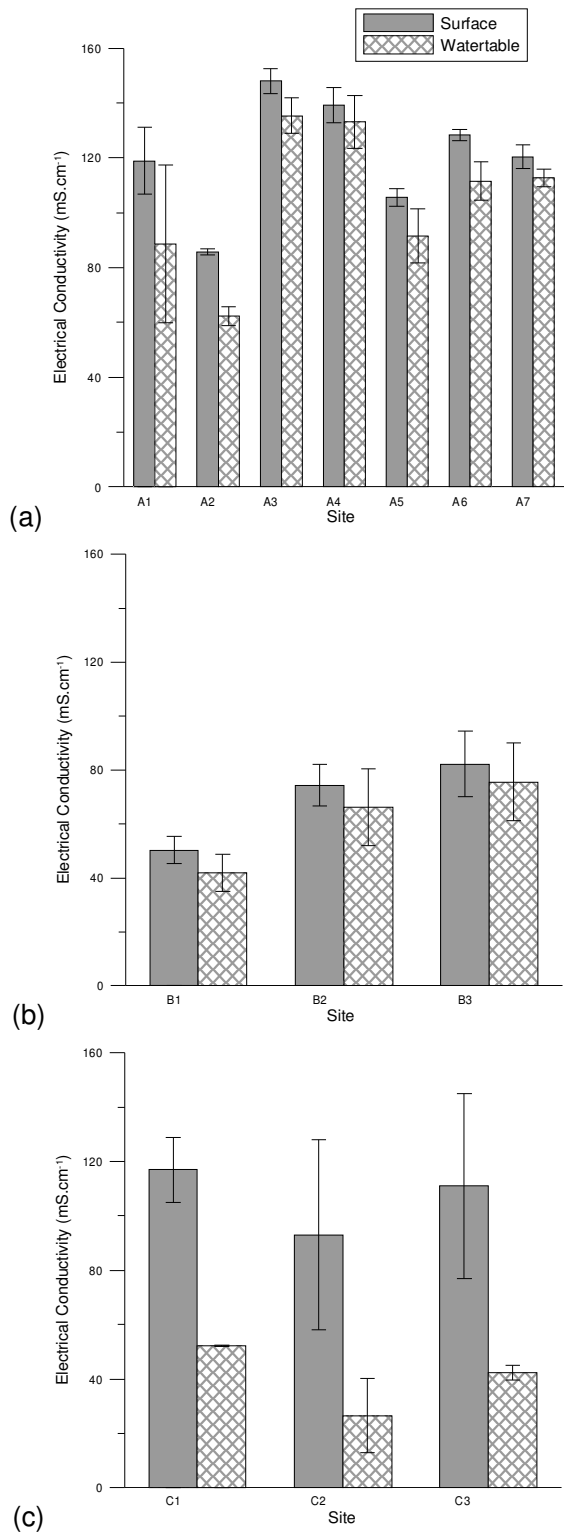 Surface
Watertable
160
120
80
40
0
Electrical Conductivity (mS.cm⁻¹)
A1 A2 A3 A4 A5 A6 A7
Site
(a)
160
120
80
40
0
Electrical Conductivity (mS.cm⁻¹)
B1 B2 B3
Site
(b)
160
120
80
40
0
Electrical Conductivity (mS.cm⁻¹)
C1 C2 C3
Site
(c)